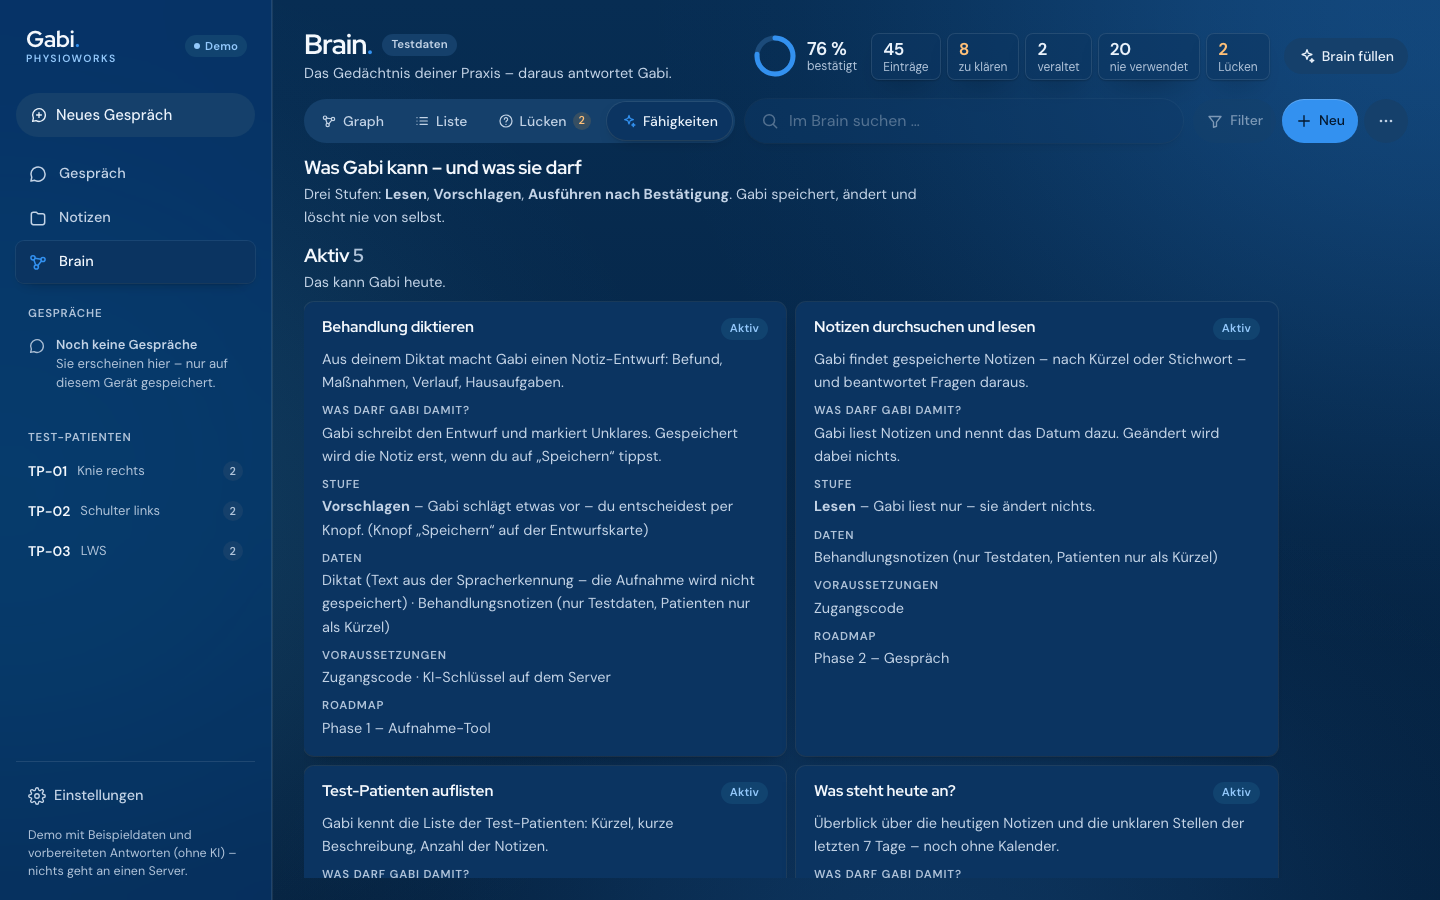 Gabi.
PHYSIOWORKS
Demo
Neues Gespräch
Gespräch
Notizen
Brain
GESPRÄCHE
Noch keine Gespräche
Sie erscheinen hier – nur auf
diesem Gerät gespeichert.
TEST-PATIENTEN
TP-01 Knie rechts 2
TP-02 Schulter links 2
TP-03 LWS 2
Einstellungen
Demo mit Beispieldaten und
vorbereiteten Antworten (ohne KI) –
nichts geht an einen Server.
Brain. Testdaten
Das Gedächtnis deiner Praxis – daraus antwortet Gabi.
76 %
bestätigt
45
Einträge
8
zu klären
2
veraltet
20
nie verwendet
2
Lücken
Brain füllen
Graph
Liste
Lücken 2
Fähigkeiten
Im Brain suchen …
Filter
Neu
Was Gabi kann – und was sie darf
Drei Stufen: Lesen, Vorschlagen, Ausführen nach Bestätigung. Gabi speichert, ändert und
löscht nie von selbst.
Aktiv 5
Das kann Gabi heute.
Behandlung diktieren Aktiv
Aus deinem Diktat macht Gabi einen Notiz-Entwurf: Befund,
Maßnahmen, Verlauf, Hausaufgaben.
WAS DARF GABI DAMIT?
Gabi schreibt den Entwurf und markiert Unklares. Gespeichert
wird die Notiz erst, wenn du auf „Speichern“ tippst.
STUFE
Vorschlagen – Gabi schlägt etwas vor – du entscheidest per
Knopf. (Knopf „Speichern“ auf der Entwurfskarte)
DATEN
Diktat (Text aus der Spracherkennung – die Aufnahme wird nicht
gespeichert) · Behandlungsnotizen (nur Testdaten, Patienten nur
als Kürzel)
VORAUSSETZUNGEN
Zugangscode · KI-Schlüssel auf dem Server
ROADMAP
Phase 1 – Aufnahme-Tool
Notizen durchsuchen und lesen Aktiv
Gabi findet gespeicherte Notizen – nach Kürzel oder Stichwort –
und beantwortet Fragen daraus.
WAS DARF GABI DAMIT?
Gabi liest Notizen und nennt das Datum dazu. Geändert wird
dabei nichts.
STUFE
Lesen – Gabi liest nur – sie ändert nichts.
DATEN
Behandlungsnotizen (nur Testdaten, Patienten nur als Kürzel)
VORAUSSETZUNGEN
Zugangscode
ROADMAP
Phase 2 – Gespräch
Test-Patienten auflisten Aktiv
Gabi kennt die Liste der Test-Patienten: Kürzel, kurze
Beschreibung, Anzahl der Notizen.
WAS DARF GABI DAMIT?
Was steht heute an? Aktiv
Überblick über die heutigen Notizen und die unklaren Stellen der
letzten 7 Tage – noch ohne Kalender.
WAS DARF GABI DAMIT?